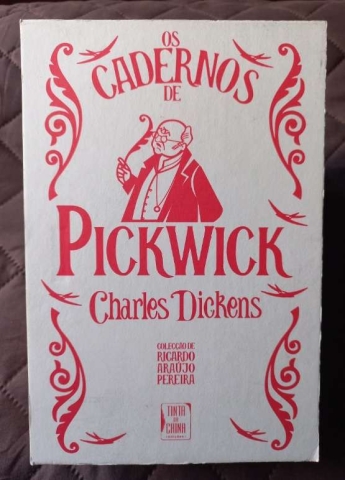 OS
CADERNOS
DE
PICKWICK
Charles Dickens
COLECÇÃO DE
RICARDO
ARAÚJO
PEREIRA
TINTA
DA
CHINA